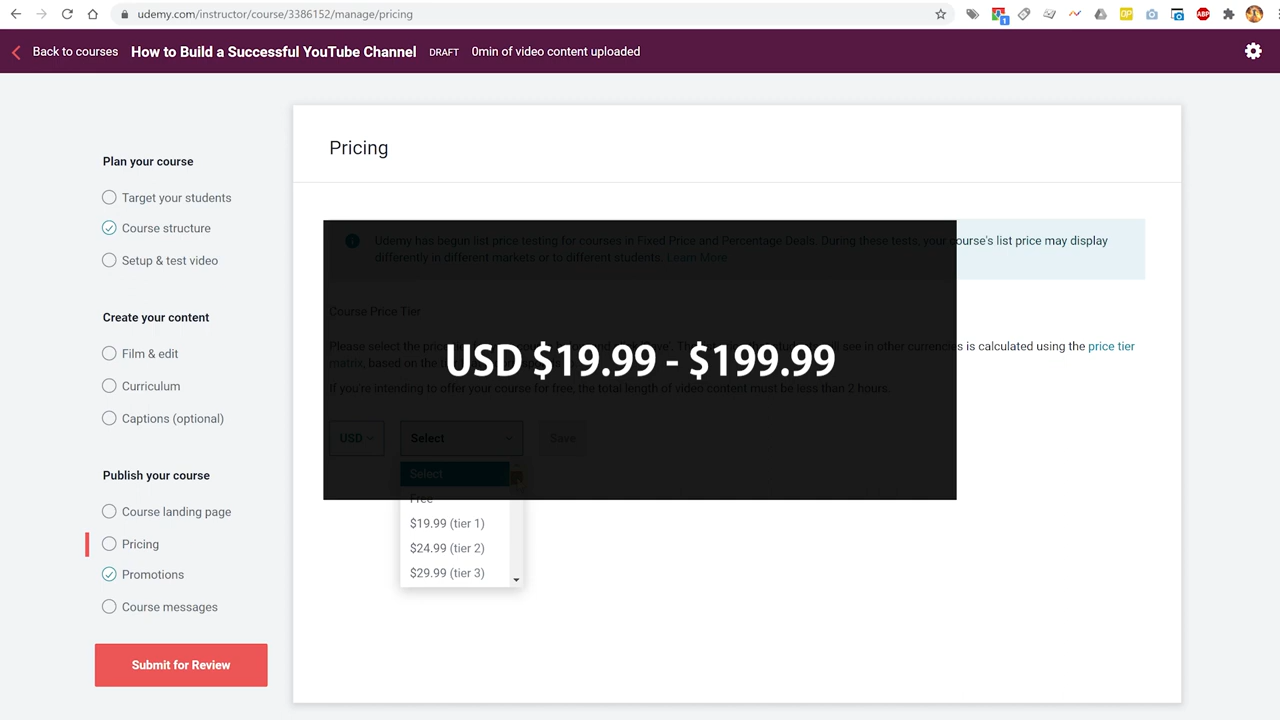 udemy.com/instructor/course/3386152/manage/pricing
Back to courses
How to Build a Successful YouTube Channel
DRAFT
0min of video content uploaded
Plan your course
Target your students
Course structure
Setup & test video
Create your content
Film & edit
Curriculum
Captions (optional)
Publish your course
Course landing page
Pricing
Promotions
Course messages
Submit for Review
Pricing
Udemy has begun list price testing for courses in Fixed Price and Percentage Deals. During these tests, your course's list price may display
differently in different markets or to different students. Learn More
Course Price Tier
Please select the price is calculated using the price tier
matrix, based on the
If you're intending to offer your course for free, the total length of video content must be less than 2 hours.
USD $19.99 - $199.99
USD
Select
Save
Select
Free
$19.99 (tier 1)
$24.99 (tier 2)
$29.99 (tier 3)
OP
ABP
1